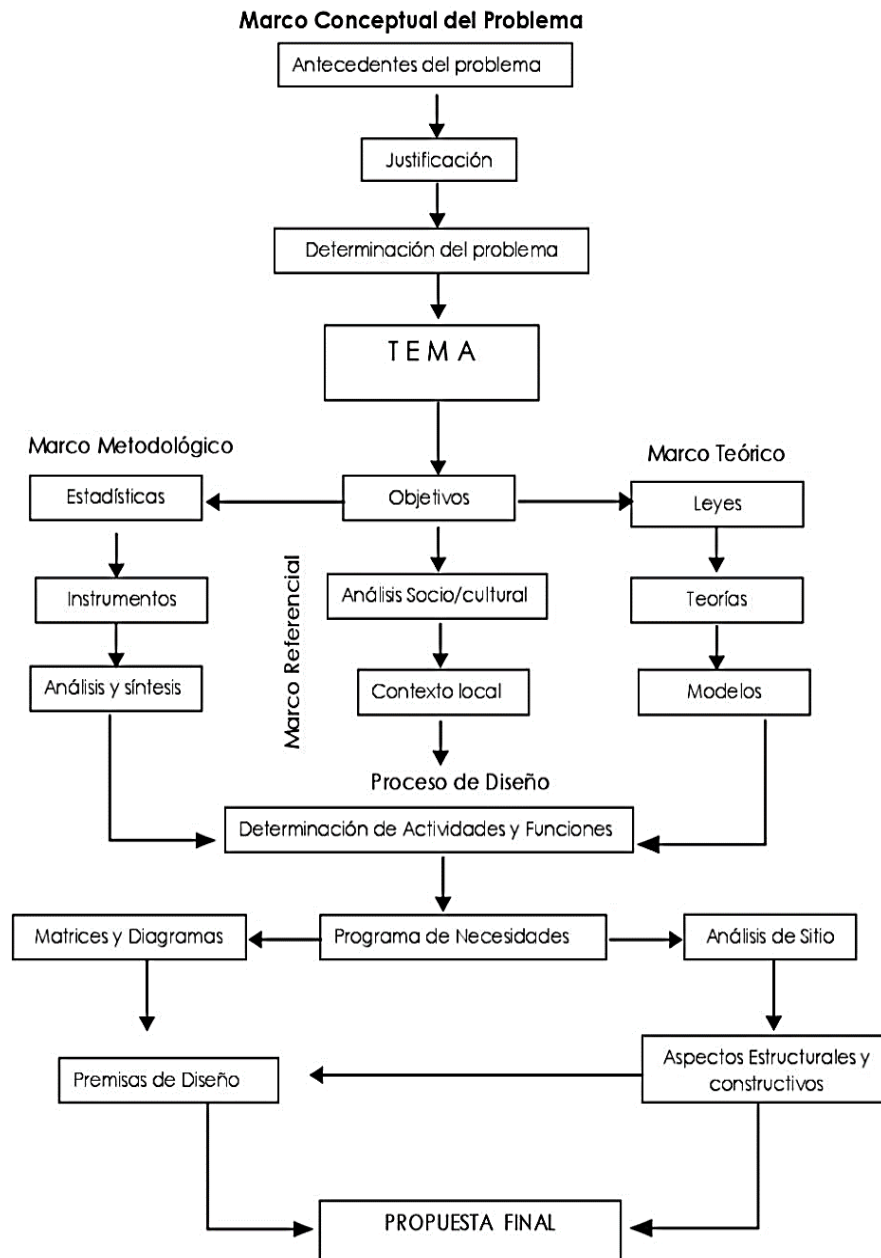 Marco Conceptual del Problema
Antecedentes del problema
Justificación
Determinación del problema
T E M A
Marco Metodológico
Marco Teórico
Estadísticas
Objetivos
Leyes
Marco Referencial
Instrumentos
Análisis Socio/cultural
Teorías
Análisis y síntesis
Contexto local
Modelos
Proceso de Diseño
Determinación de Actividades y Funciones
Matrices y Diagramas
Programa de Necesidades
Análisis de Sitio
Premisas de Diseño
Aspectos Estructurales y
constructivos
PROPUESTA FINAL